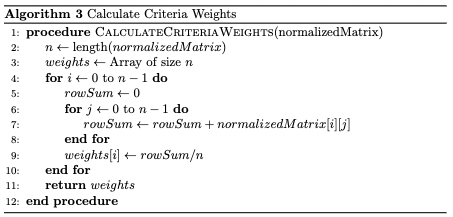 Algorithm 3 Calculate Criteria Weights
1: procedure CALCULATECRITERIAWEIGHTS(normalizedMatrix)
2: n ← length(normalizedMatrix)
3: weights ← Array of size n
4: for i ← 0 to n − 1 do
5: rowSum ← 0
6: for j ← 0 to n − 1 do
7: rowSum ← rowSum + normalizedMatrix[i][j]
8: end for
9: weights[i] ← rowSum/n
10: end for
11: return weights
12: end procedure